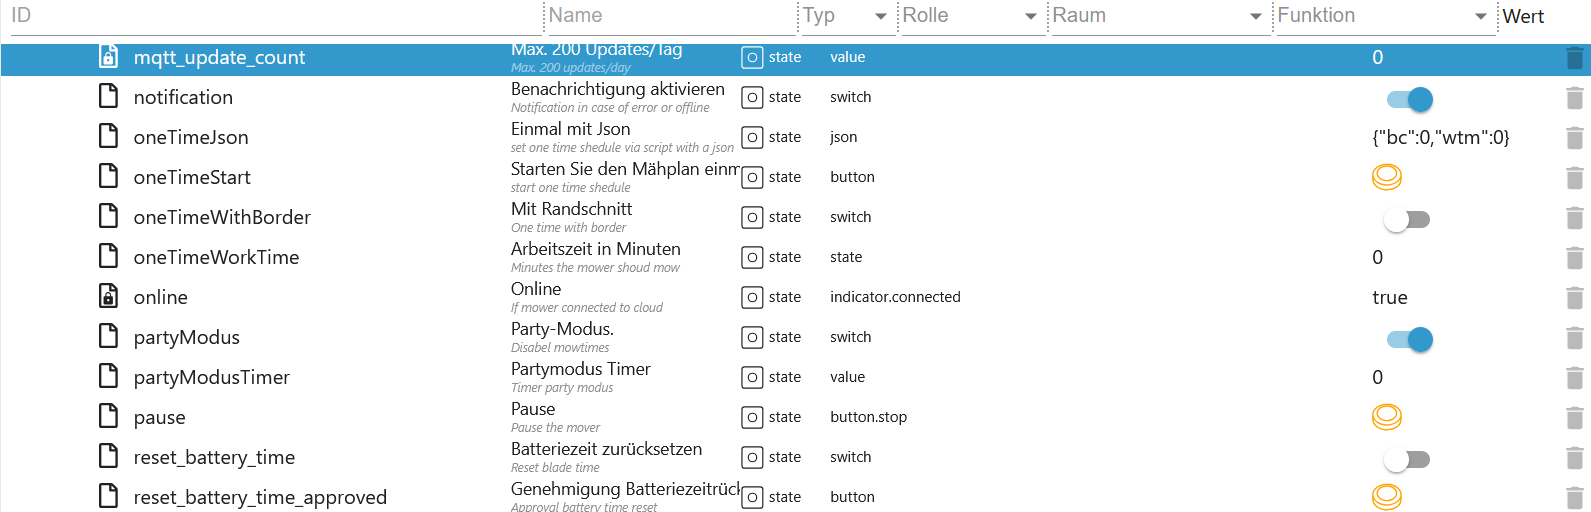 ID Name Typ Rolle Raum Funktion Wert
mqtt_update_count Max. 200 Updates/Tag state value 0
Max. 200 updates/day
notification Benachrichtigung aktivieren state switch
Notification in case of error or offline
oneTimeJson Einmal mit Json state json {"bc":0,"wtm":0}
set one time shedule via script with a json
oneTimeStart Starten Sie den Mähplan einm state button
start one time shedule
oneTimeWithBorder Mit Randschnitt state switch
One time with border
oneTimeWorkTime Arbeitszeit in Minuten state state 0
Minutes the mower shoud mow
online Online state indicator.connected true
If mower connected to cloud
partyModus Party-Modus. state switch
Disabel mowtimes
partyModusTimer Partymodus Timer state value 0
Timer party modus
pause Pause state button.stop
Pause the mover
reset_battery_time Batteriezeit zurücksetzen state switch
Reset blade time
reset_battery_time_approved Genehmigung Batteriezeitrück state button
Approval battery time reset